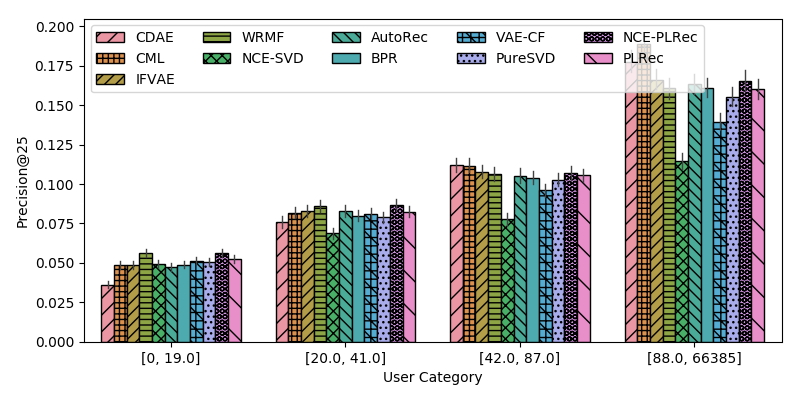 0.200
0.175
0.150
0.125
0.100
0.075
0.050
0.025
0.000
Precision@25
CDAE WRMF AutoRec VAE-CF NCE-PLRec
CML NCE-SVD BPR PureSVD PLRec
IFVAE
[0, 19.0] [20.0, 41.0] [42.0, 87.0] [88.0, 66385]
User Category